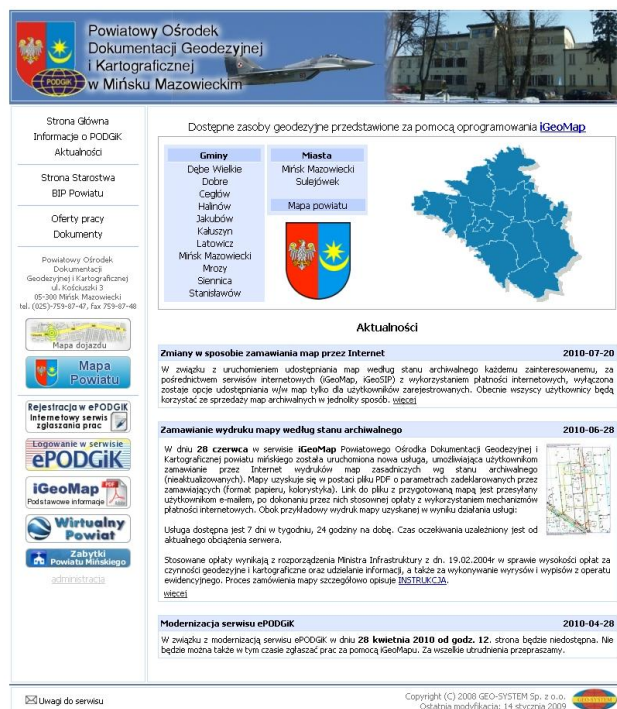 Powiatowy Ośrodek
Dokumentacji Geodezyjnej
i Kartograficznej
w Mińsku Mazowieckim
PODGiK
Strona Główna
Informacje o PODGiK
Aktualności
Strona Starostwa
BIP Powiatu
Oferty pracy
Dokumenty
Powiatowy Ośrodek
Dokumentacji
Geodezyjnej i Kartograficznej
ul. Kościuszki 3
05-300 Mińsk Mazowiecki
tel. (025)-759-87-47, fax 759-87-48
Mapa dojazdu
Mapa
Powiatu
Rejestracja w ePODGiK
Internetowy serwis
zgłaszania prac
Logowanie w serwisie
ePODGiK
iGeoMap
Podstawowe informacje
PDF
Wirtualny
Powiat
Zabytki
Powiatu Mińskiego
administracja
Dostępne zasoby geodezyjne przedstawione za pomocą oprogramowania iGeoMap
Gminy
Dębe Wielkie
Dobre
Cegłów
Halinów
Jakubów
Kałuszyn
Latowicz
Mińsk Mazowiecki
Mrozy
Siennica
Stanisławów
Miasta
Mińsk Mazowiecki
Sulejówek
Mapa powiatu
Aktualności
Zmiany w sposobie zamawiania map przez Internet 2010-07-20
W związku z uruchomieniem udostępniania map według stanu archiwalnego każdemu zainteresowanemu, za
pośrednictwem serwisów internetowych (iGeoMap, iGeoSIP) z wykorzystaniem płatności internetowych, wyłączona
zostaje opcje udostępniania w/w map tylko dla użytkowników zarejestrowanych. Obecnie wszyscy użytkownicy będą
korzystać ze sprzedaży map archiwalnych w jednolity sposób. więcej
Zamawianie wydruku mapy według stanu archiwalnego 2010-06-28
W dniu 28 czerwca w serwisie iGeoMap Powiatowego Ośrodka Dokumentacji Geodezyjnej i
Kartograficznej powiatu mińskiego została uruchomiona nowa usługa, umożliwiająca użytkownikom
zamawianie przez Internet wydruków map zasadniczych wg stanu archiwalnego
(nieaktualizowanych). Mapy uzyskuje się w postaci pliku PDF o parametrach zadeklarowanych przez
zamawiających (format papieru, kolorystyka). Link do pliku z przygotowaną mapą jest przesyłany
użytkownikom e-mailem, po dokonaniu przez nich stosownej opłaty z wykorzystaniem mechanizmów
płatności internetowych. Obok przykładowy wydruk mapy uzyskanej w wyniku działania usługi:
Usługa dostępna jest 7 dni w tygodniu, 24 godziny na dobę. Czas oczekiwania uzależniony jest od
aktualnego obciążenia serwera.
Stosowane opłaty wynikają z rozporządzenia Ministra Infrastruktury z dn. 19.02.2004r w sprawie wysokości opłat za
czynności geodezyjne i kartograficzne oraz udzielanie informacji, a także za wykonywanie wyrysów i wypisów z operatu
ewidencyjnego. Proces zamówienia mapy szczegółowo opisuje INSTRUKCJA.
więcej
Modernizacja serwisu ePODGiK 2010-04-28
W związku z modernizacją serwisu ePODGiK w dniu 28 kwietnia 2010 od godz. 12. strona będzie niedostępna. Nie
będzie można także w tym czasie zgłaszać prac za pomocą iGeoMapu. Za wszelkie utrudnienia przepraszamy.
Uwagi do serwisu
Copyright (C) 2008 GEO-SYSTEM Sp. z o.o.
Ostatnia modyfikacja: 14 stycznia 2009
GEO-SYSTEM